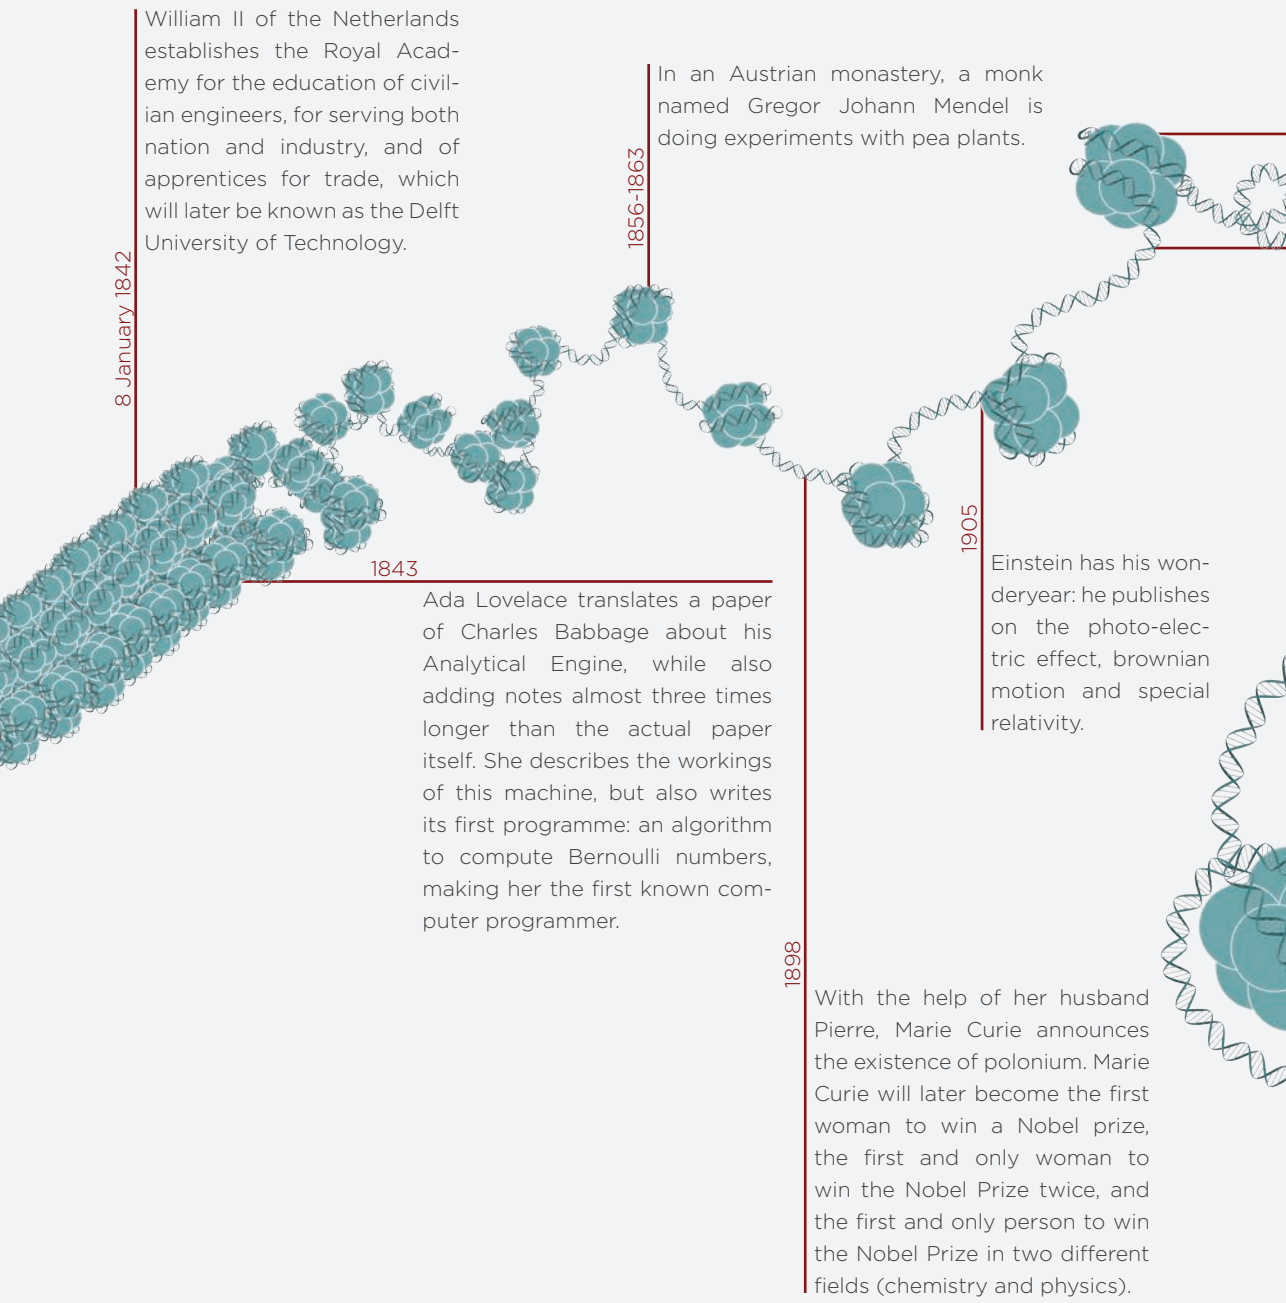 8 January 1842
William II of the Netherlands
establishes the Royal Acad-
emy for the education of civil-
ian engineers, for serving both
nation and industry, and of
apprentices for trade, which
will later be known as the Delft
University of Technology.
1843
Ada Lovelace translates a paper
of Charles Babbage about his
Analytical Engine, while also
adding notes almost three times
longer than the actual paper
itself. She describes the workings
of this machine, but also writes
its first programme: an algorithm
to compute Bernoulli numbers,
making her the first known com-
puter programmer.
1856-1863
In an Austrian monastery, a monk
named Gregor Johann Mendel is
doing experiments with pea plants.
1898
With the help of her husband
Pierre, Marie Curie announces
the existence of polonium. Marie
Curie will later become the first
woman to win a Nobel prize,
the first and only woman to
win the Nobel Prize twice, and
the first and only person to win
the Nobel Prize in two different
fields (chemistry and physics).
1905
Einstein has his won-
deryear: he publishes
on the photo-elec-
tric effect, brownian
motion and special
relativity.